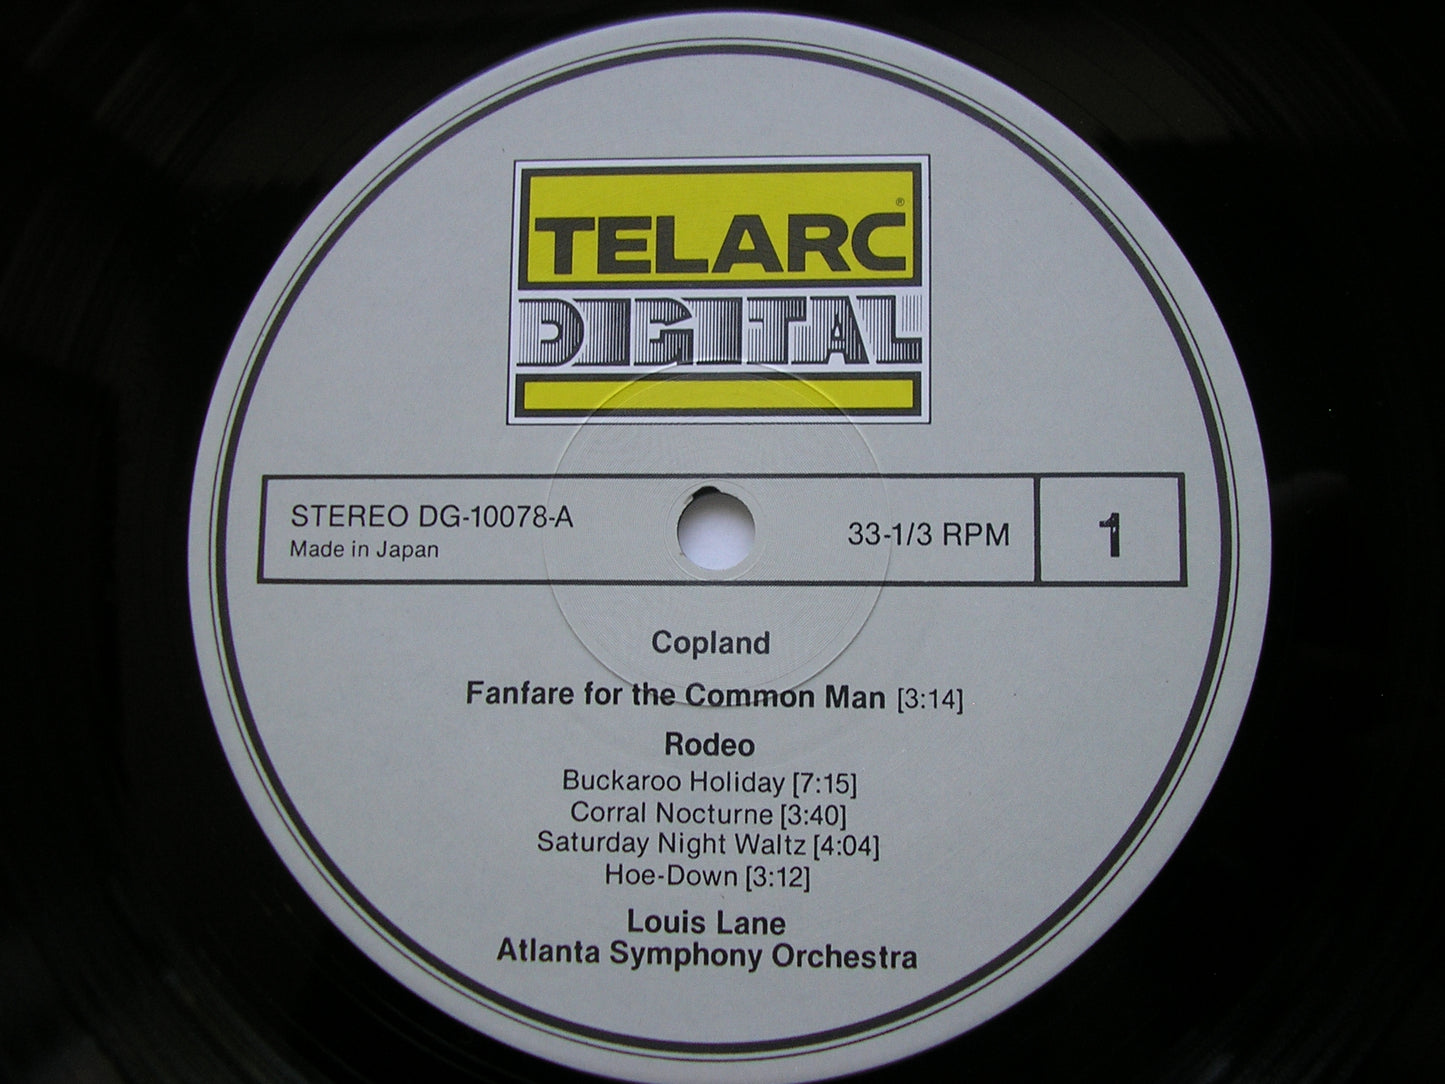 TELARC®
DIGITAL
STEREO DG-10078-A
Made in Japan
33-1/3 RPM
1
Copland
Fanfare for the Common Man [3:14]
Rodeo
Buckaroo Holiday [7:15]
Corral Nocturne [3:40]
Saturday Night Waltz [4:04]
Hoe-Down [3:12]
Louis Lane
Atlanta Symphony Orchestra